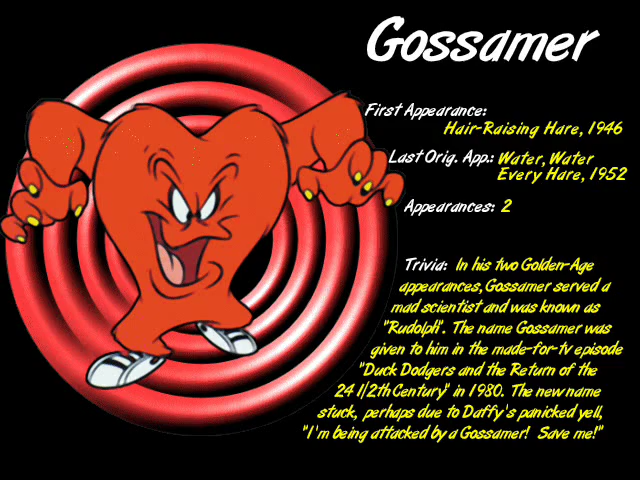 Gossamer
First Appearance:
Hair-Raising Hare, 1946
Last Orig. App.: Water, Water
Every Hare, 1952
Appearances: 2
Trivia: In his two Golden-Age
appearances, Gossamer served a
mad scientist and was known as
"Rudolph". The name Gossamer was
given to him in the made-for-tv episode
"Duck Dodgers and the Return of the
24 1/2th Century" in 1980. The new name
stuck, perhaps due to Daffy's panicked yell,
"I'm being attacked by a Gossamer! Save me!"